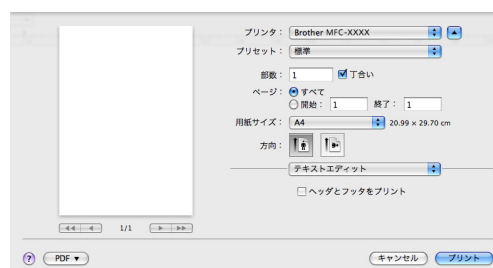 プリンタ： Brother MFC-XXXX
プリセット： 標準
部数： 1 丁合い
ページ： すべて
開始： 1 終了： 1
用紙サイズ： A4 20.99 × 29.70 cm
方向：
テキストエディット
ヘッダとフッタをプリント
1/1
? PDF▼ キャンセル プリント